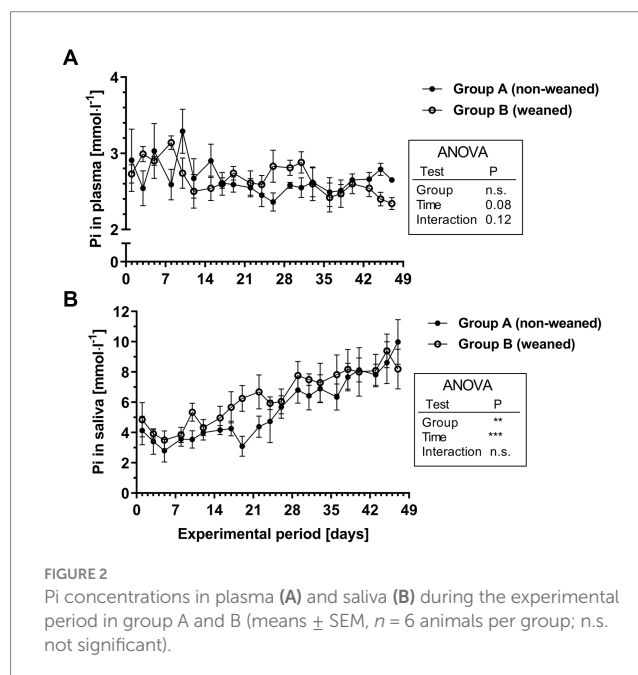 A
Pi in plasma [mmol·l⁻¹]
4
3
2
0
0 7 14 21 28 35 42 49
Group A (non-weaned)
Group B (weaned)
ANOVA
Test P
Group n.s.
Time 0.08
Interaction 0.12
B
Pi in saliva [mmol·l⁻¹]
12
10
8
6
4
2
0
0 7 14 21 28 35 42 49
Experimental period [days]
Group A (non-weaned)
Group B (weaned)
ANOVA
Test P
Group **
Time ***
Interaction n.s.
FIGURE 2
Pi concentrations in plasma (A) and saliva (B) during the experimental
period in group A and B (means ± SEM, n = 6 animals per group; n.s.
not significant).